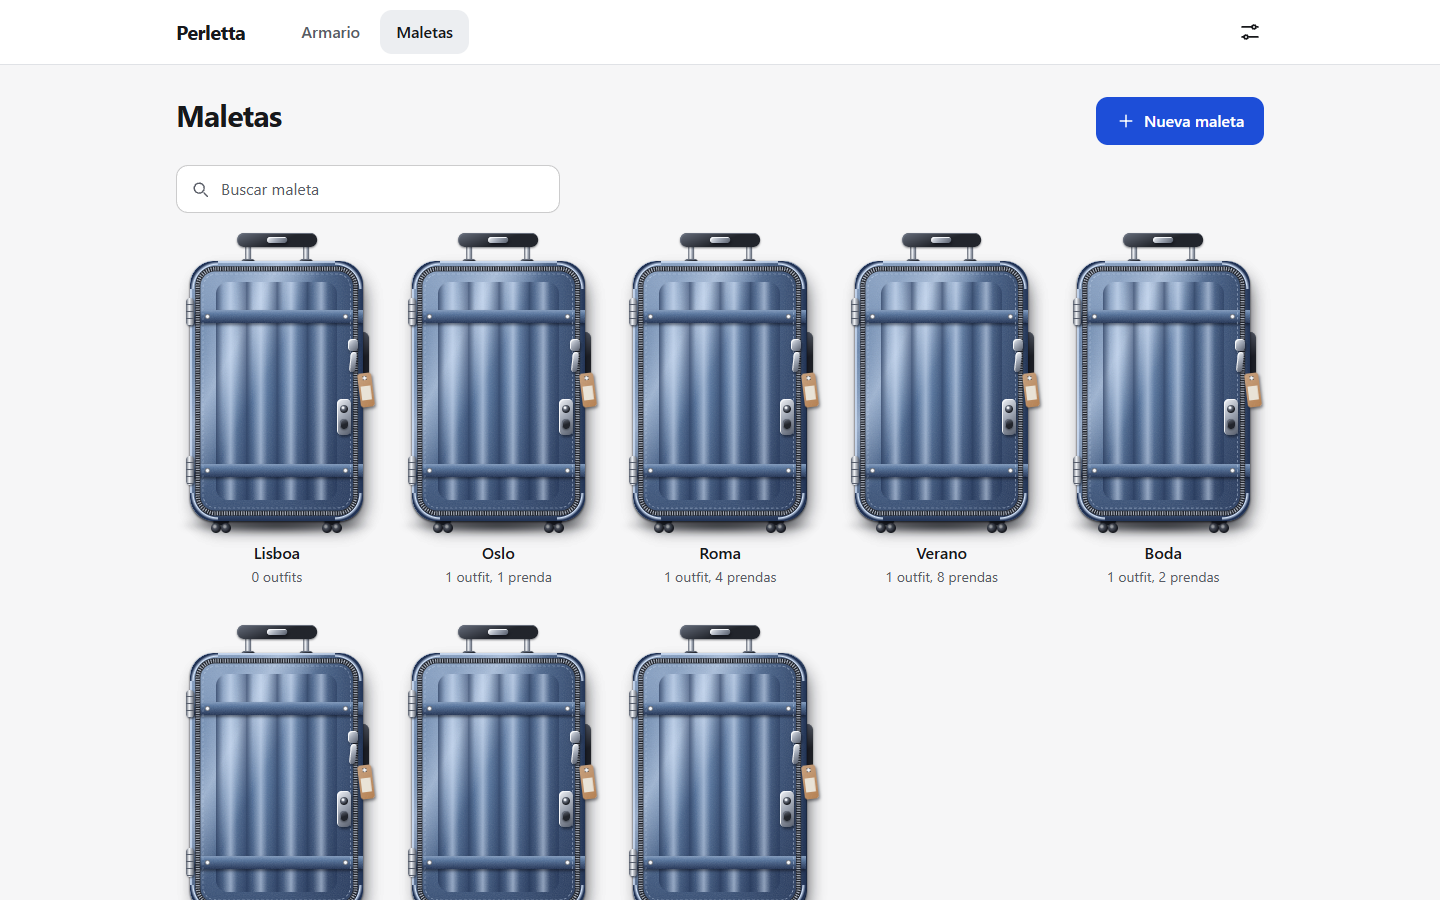 Perletta
Armario
Maletas
Maletas
Nueva maleta
Buscar maleta
Lisboa
0 outfits
Oslo
1 outfit, 1 prenda
Roma
1 outfit, 4 prendas
Verano
1 outfit, 8 prendas
Boda
1 outfit, 2 prendas